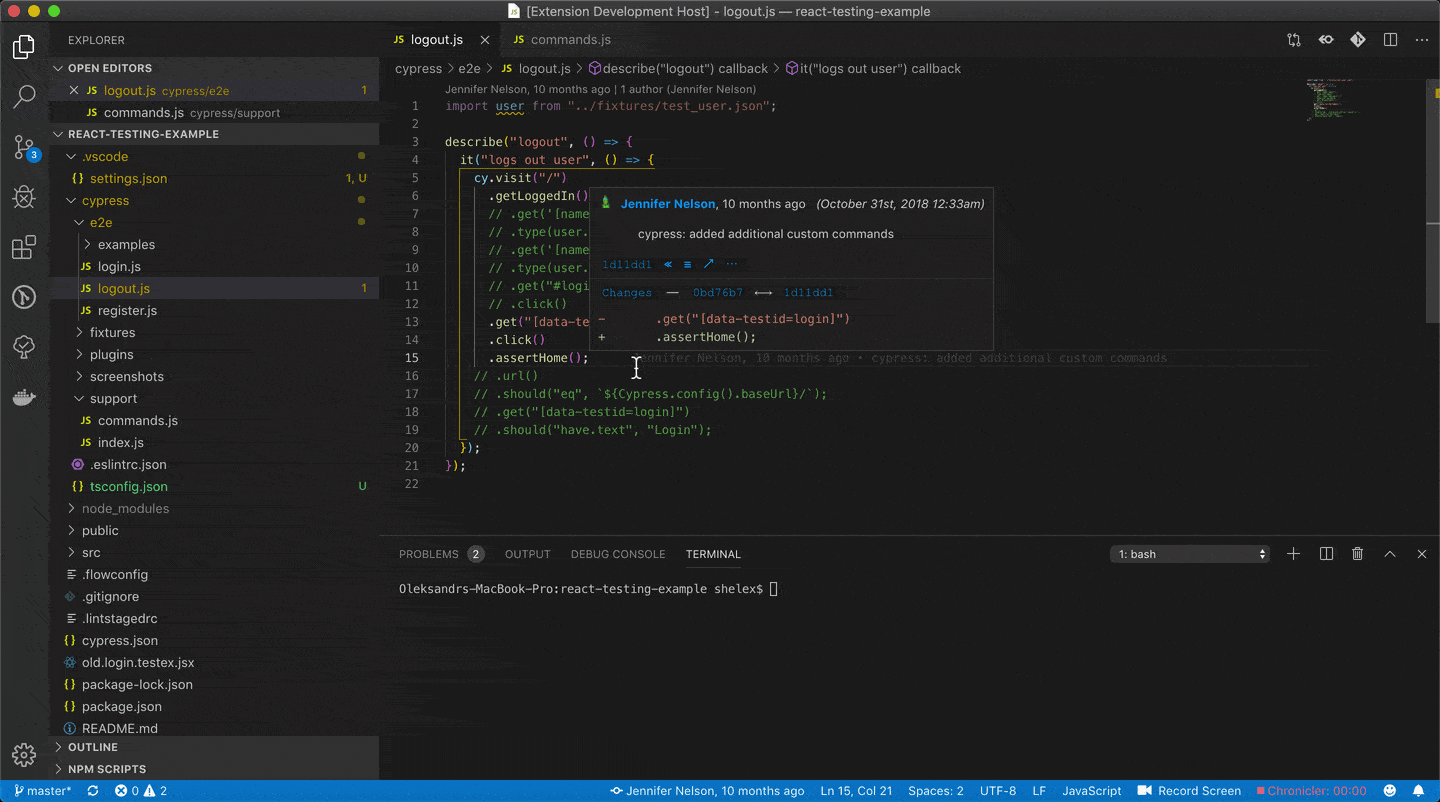 [Extension Development Host] - logout.js — react-testing-example
EXPLORER
OPEN EDITORS
JS logout.js cypress/e2e 1
JS commands.js cypress/support
REACT-TESTING-EXAMPLE
.vscode
{} settings.json 1, U
cypress
e2e
examples
JS login.js
JS logout.js 1
JS register.js
fixtures
plugins
screenshots
support
JS commands.js
JS index.js
.eslintrc.json
{} tsconfig.json U
node_modules
public
src
.flowconfig
.gitignore
.lintstagedrc
{} cypress.json
old.login.testex.jsx
{} package-lock.json
{} package.json
README.md
OUTLINE
NPM SCRIPTS
3
JS logout.js
JS commands.js
cypress > e2e > JS logout.js > describe("logout") callback > it("logs out user") callback
Jennifer Nelson, 10 months ago | 1 author (Jennifer Nelson)
1 import user from "../fixtures/test_user.json";
2
3 describe("logout", () => {
4 it("logs out user", () => {
5 cy.visit("/")
6 .getLoggedIn()
7 // .get('[name
8 // .type(user.
9 // .get('[name
10 // .type(user.
11 // .get("#logi
12 // .click()
13 .get("[data-te
14 .click()
15 .assertHome(); Jennifer Nelson, 10 months ago • cypress: added additional custom commands
16 // .url()
17 // .should("eq", `${Cypress.config().baseUrl}/`);
18 // .get("[data-testid=login]")
19 // .should("have.text", "Login");
20 });
21 });
22
Jennifer Nelson, 10 months ago (October 31st, 2018 12:33am)
cypress: added additional custom commands
1d11dd1
Changes — 0bd76b7 ⟷ 1d11dd1
- .get("[data-testid=login]")
+ .assertHome();
PROBLEMS 2 OUTPUT DEBUG CONSOLE TERMINAL
1: bash
Oleksandrs-MacBook-Pro:react-testing-example shelex$
master* 0 2 Jennifer Nelson, 10 months ago Ln 15, Col 21 Spaces: 2 UTF-8 LF JavaScript Record Screen Chronicler: 00:00